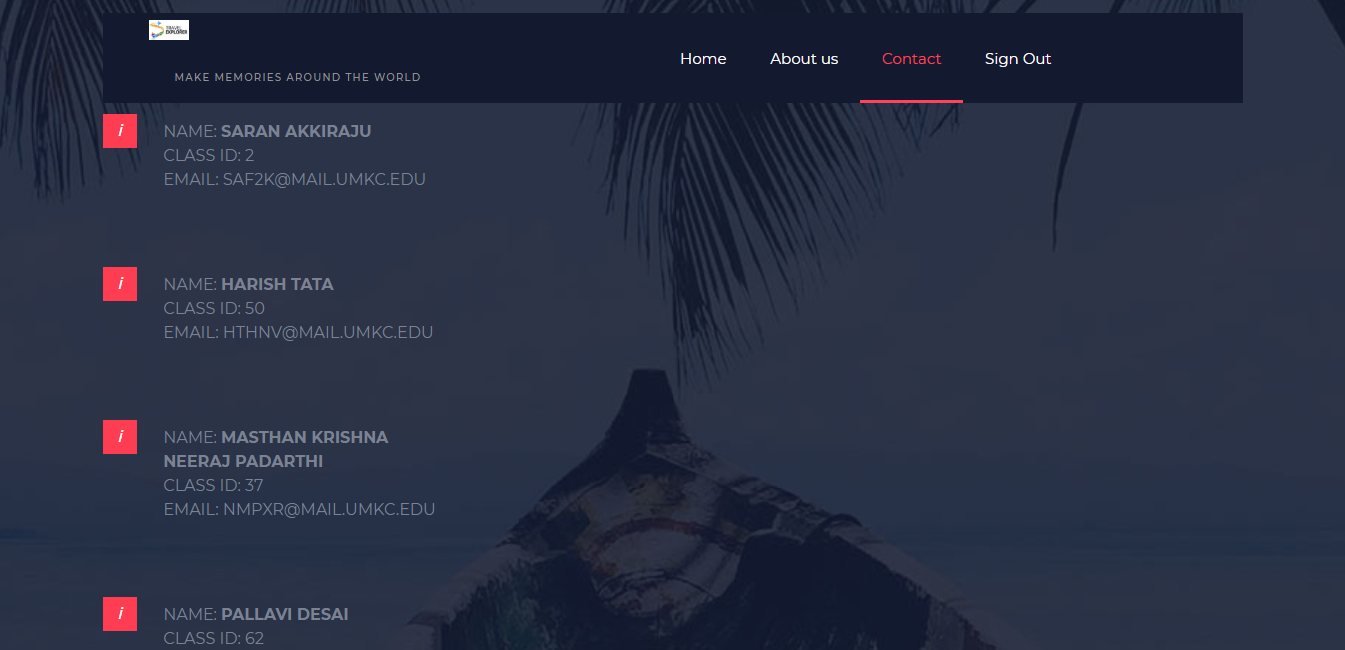 TRAVEL
EXPLORER
MAKE MEMORIES AROUND THE WORLD
Home
About us
Contact
Sign Out
i
NAME: SARAN AKKIRAJU
CLASS ID: 2
EMAIL: SAF2K@MAIL.UMKC.EDU
i
NAME: HARISH TATA
CLASS ID: 50
EMAIL: HTHNV@MAIL.UMKC.EDU
i
NAME: MASTHAN KRISHNA
NEERAJ PADARTHI
CLASS ID: 37
EMAIL: NMPXR@MAIL.UMKC.EDU
i
NAME: PALLAVI DESAI
CLASS ID: 62